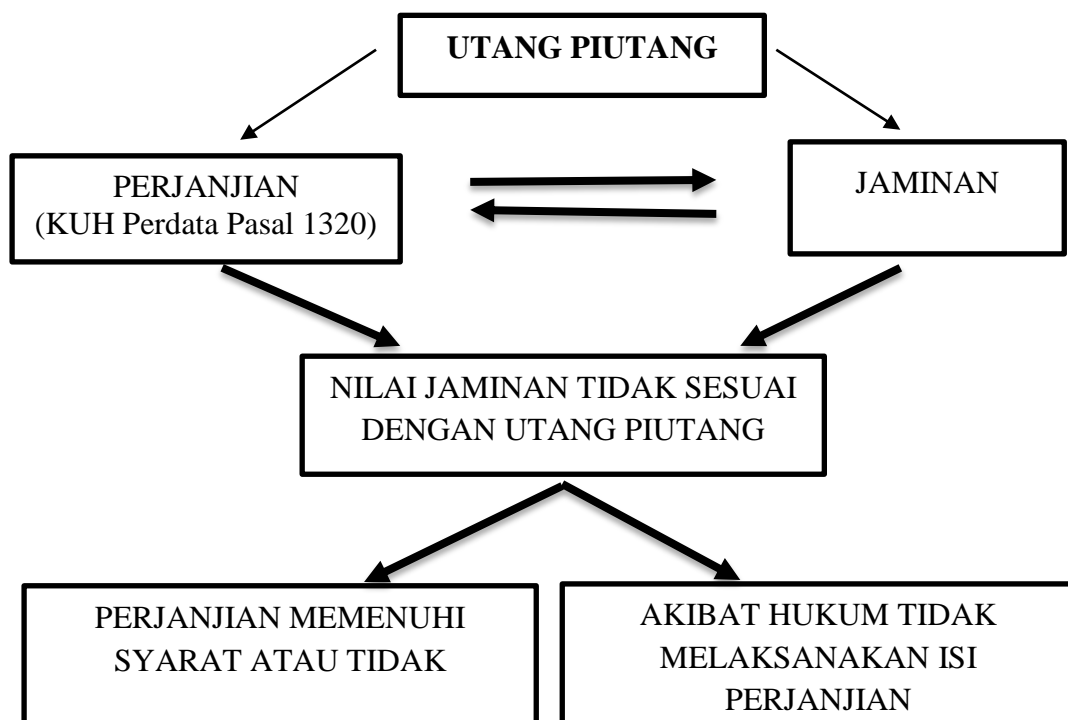 UTANG PIUTANG
PERJANJIAN
(KUH Perdata Pasal 1320)
JAMINAN
NILAI JAMINAN TIDAK SESUAI
DENGAN UTANG PIUTANG
PERJANJIAN MEMENUHI
SYARAT ATAU TIDAK
AKIBAT HUKUM TIDAK
MELAKSANAKAN ISI
PERJANJIAN